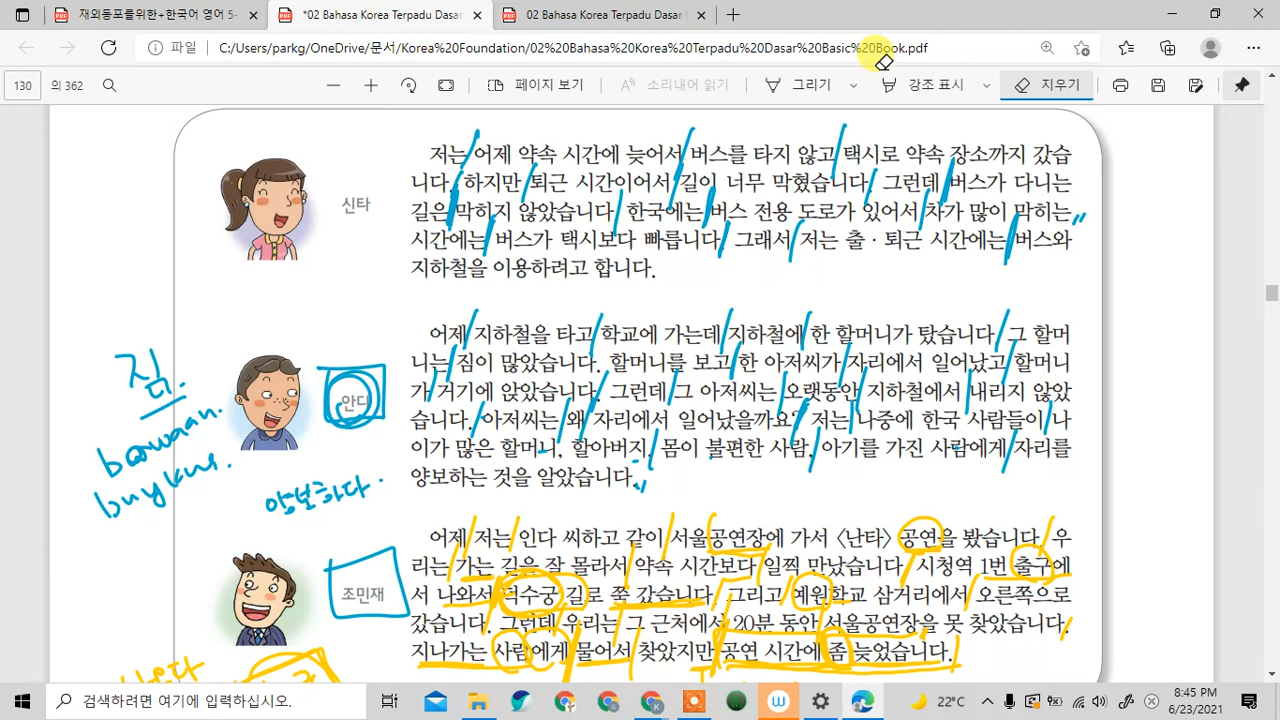 재외동포를위한+한국어 영어 5-
*02 Bahasa Korea Terpadu Dasar
02 Bahasa Korea Terpadu Dasar
파일
C:/Users/parkg/OneDrive/문서/Korea%20Foundation/02%20Bahasa%20Korea%20Terpadu%20Dasar%20Basic%20Book.pdf
130 의 362
페이지 보기
소리내어 읽기
그리기
강조 표시
지우기
신타
저는 어제 약속 시간에 늦어서 버스를 타지 않고 택시로 약속 장소까지 갔습
니다. 하지만 퇴근 시간이어서 길이 너무 막혔습니다. 그런데 버스가 다니는
길은 막히지 않았습니다. 한국에는 버스 전용 도로가 있어서 차가 많이 막히는
시간에는 버스가 택시보다 빠릅니다. 그래서 저는 출·퇴근 시간에는 버스와
지하철을 이용하려고 합니다.
짐
양보하다.
안디
어제 지하철을 타고 학교에 가는데 지하철에 한 할머니가 탔습니다. 그 할머
니는 짐이 많았습니다. 할머니를 보고 한 아저씨가 자리에서 일어났고 할머니
가 거기에 앉았습니다. 그런데 그 아저씨는 오랫동안 지하철에서 내리지 않았
습니다. 아저씨는 왜 자리에서 일어났을까요? 저는 나중에 한국 사람들이 나
이가 많은 할머니, 할아버지, 몸이 불편한 사람, 아기를 가진 사람에게 자리를
양보하는 것을 알았습니다.
조민재
어제 저는 인다 씨하고 같이 서울공연장에 가서 〈난타〉 공연을 봤습니다. 우
리는 가는 길을 잘 몰라서 약속 시간보다 일찍 만났습니다. 시청역 1번 출구에
서 나와서 덕수궁 길로 쭉 갔습니다. 그리고 예원학교 삼거리에서 오른쪽으로
갔습니다. 그런데 우리는 그 근처에서 20분 동안 서울공연장을 못 찾았습니다.
지나가는 사람에게 물어서 찾았지만 공연 시간에 좀 늦었습니다.
검색하려면 여기에 입력하십시오.
22℃
8:45 PM
6/23/2021